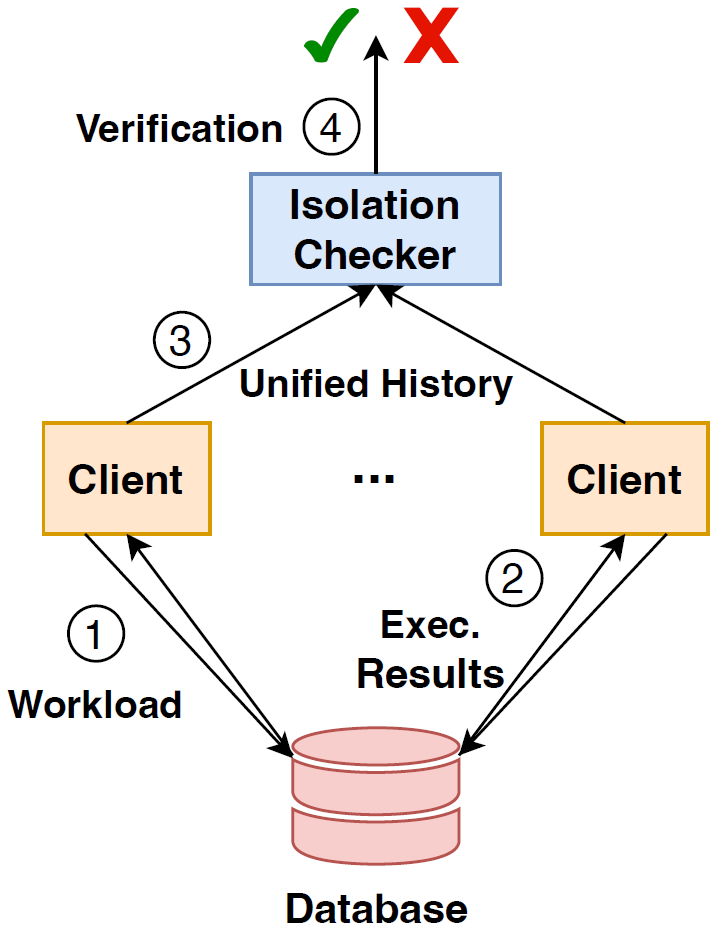 Verification ④
Isolation
Checker
③
Unified History
Client
...
Client
①
Workload
②
Exec.
Results
Database